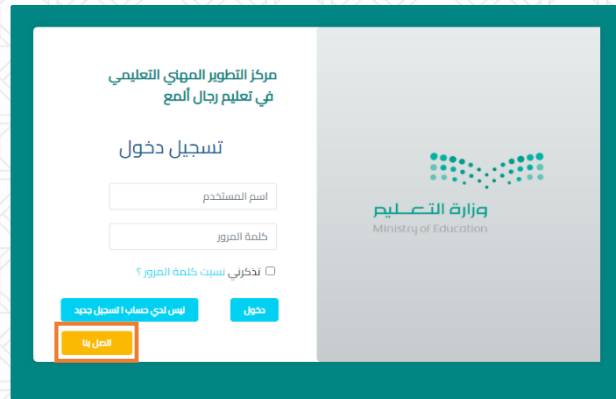 مركز التطوير المهني التعليمي
في تعليم رجال ألمع
تسجيل دخول
اسم المستخدم
كلمة المرور
تذكرني نسيت كلمة المرور ؟
دخول
ليس لدي حساب ! تسجيل جديد
اتصل بنا
وزارة التعـــليم
Ministry of Education